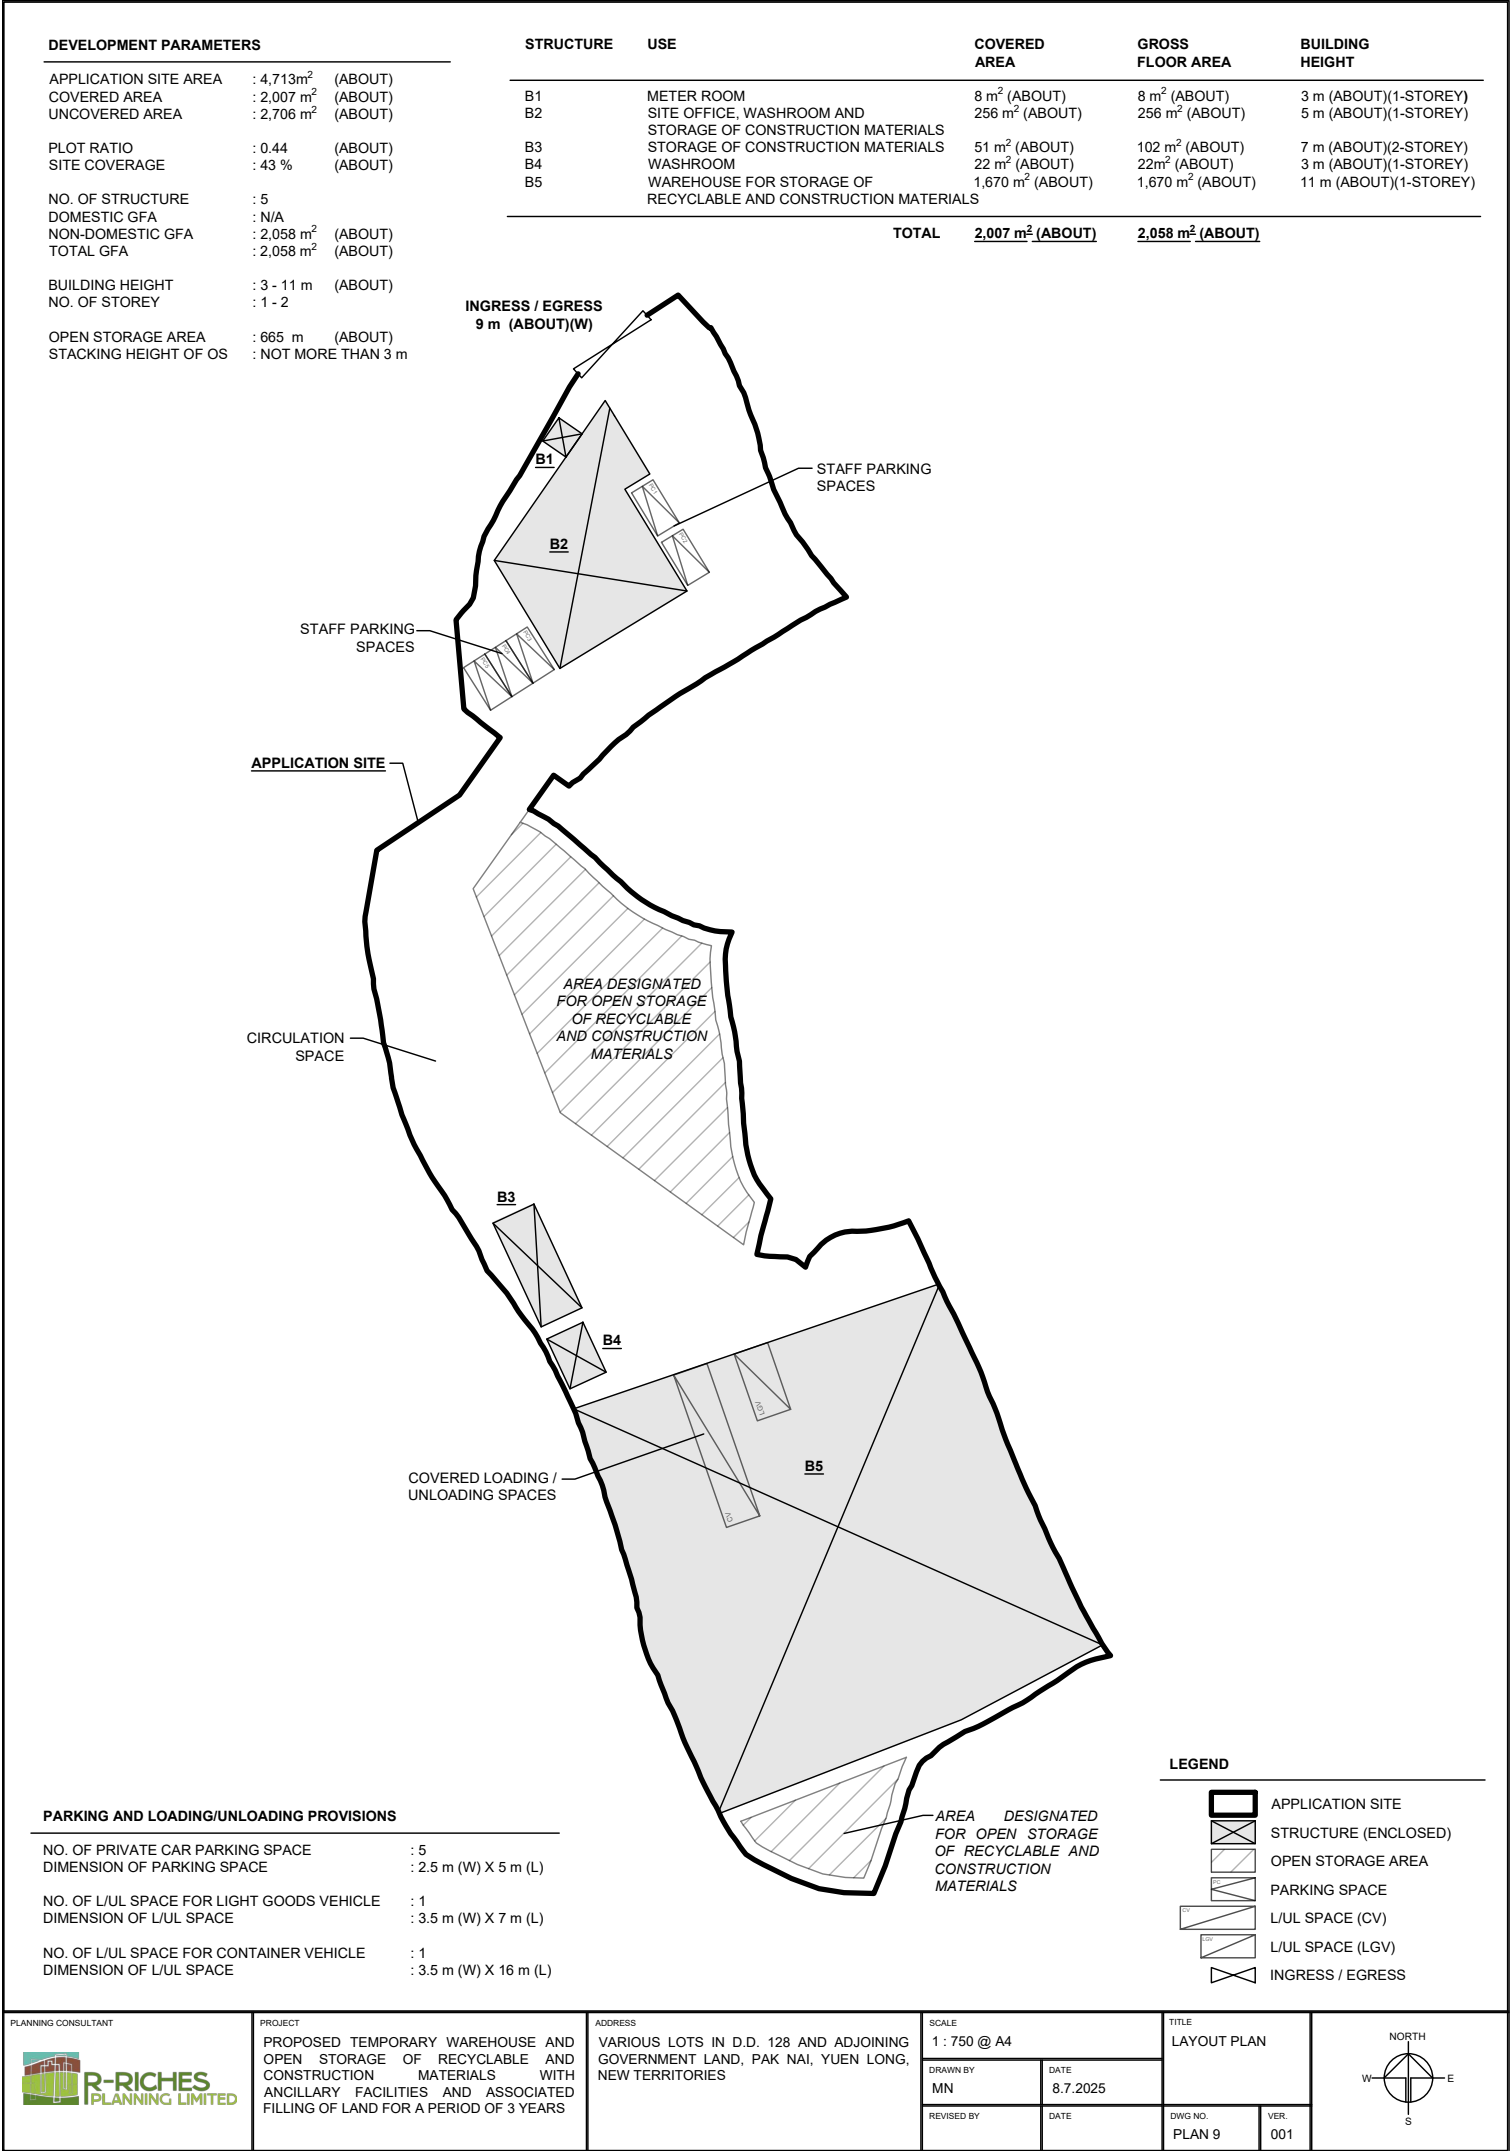 DEVELOPMENT PARAMETERS
APPLICATION SITE AREA : 4,713m² (ABOUT)
COVERED AREA : 2,007 m² (ABOUT)
UNCOVERED AREA : 2,706 m² (ABOUT)
PLOT RATIO : 0.44 (ABOUT)
SITE COVERAGE : 43 % (ABOUT)
NO. OF STRUCTURE : 5
DOMESTIC GFA : N/A
NON-DOMESTIC GFA : 2,058 m² (ABOUT)
TOTAL GFA : 2,058 m² (ABOUT)
BUILDING HEIGHT : 3 - 11 m (ABOUT)
NO. OF STOREY : 1 - 2
OPEN STORAGE AREA : 665 m (ABOUT)
STACKING HEIGHT OF OS : NOT MORE THAN 3 m
STRUCTURE USE COVERED GROSS BUILDING
AREA FLOOR AREA HEIGHT
B1 METER ROOM 8 m² (ABOUT) 8 m² (ABOUT) 3 m (ABOUT)(1-STOREY)
B2 SITE OFFICE, WASHROOM AND 256 m² (ABOUT) 256 m² (ABOUT) 5 m (ABOUT)(1-STOREY)
STORAGE OF CONSTRUCTION MATERIALS
B3 STORAGE OF CONSTRUCTION MATERIALS 51 m² (ABOUT) 102 m² (ABOUT) 7 m (ABOUT)(2-STOREY)
B4 WASHROOM 22 m² (ABOUT) 22m² (ABOUT) 3 m (ABOUT)(1-STOREY)
B5 WAREHOUSE FOR STORAGE OF 1,670 m² (ABOUT) 1,670 m² (ABOUT) 11 m (ABOUT)(1-STOREY)
RECYCLABLE AND CONSTRUCTION MATERIALS
TOTAL 2,007 m² (ABOUT) 2,058 m² (ABOUT)
INGRESS / EGRESS
9 m (ABOUT)(W)
B1
STAFF PARKING
SPACES
PC1
PC2
B2
STAFF PARKING
SPACES
PC3
PC4
PC5
APPLICATION SITE
AREA DESIGNATED
FOR OPEN STORAGE
OF RECYCLABLE
AND CONSTRUCTION
MATERIALS
CIRCULATION
SPACE
B3
B4
LGV
B5
COVERED LOADING /
UNLOADING SPACES
CV
AREA DESIGNATED
FOR OPEN STORAGE
OF RECYCLABLE AND
CONSTRUCTION
MATERIALS
PARKING AND LOADING/UNLOADING PROVISIONS
NO. OF PRIVATE CAR PARKING SPACE : 5
DIMENSION OF PARKING SPACE : 2.5 m (W) X 5 m (L)
NO. OF L/UL SPACE FOR LIGHT GOODS VEHICLE : 1
DIMENSION OF L/UL SPACE : 3.5 m (W) X 7 m (L)
NO. OF L/UL SPACE FOR CONTAINER VEHICLE : 1
DIMENSION OF L/UL SPACE : 3.5 m (W) X 16 m (L)
LEGEND
APPLICATION SITE
STRUCTURE (ENCLOSED)
OPEN STORAGE AREA
PC PARKING SPACE
CV L/UL SPACE (CV)
LGV L/UL SPACE (LGV)
INGRESS / EGRESS
PLANNING CONSULTANT
R-RICHES
PLANNING LIMITED
PROJECT
PROPOSED TEMPORARY WAREHOUSE AND
OPEN STORAGE OF RECYCLABLE AND
CONSTRUCTION MATERIALS WITH
ANCILLARY FACILITIES AND ASSOCIATED
FILLING OF LAND FOR A PERIOD OF 3 YEARS
ADDRESS
VARIOUS LOTS IN D.D. 128 AND ADJOINING
GOVERNMENT LAND, PAK NAI, YUEN LONG,
NEW TERRITORIES
SCALE
1 : 750 @ A4
DRAWN BY DATE
MN 8.7.2025
REVISED BY DATE
TITLE
LAYOUT PLAN
DWG NO. VER.
PLAN 9 001
NORTH
W E
S